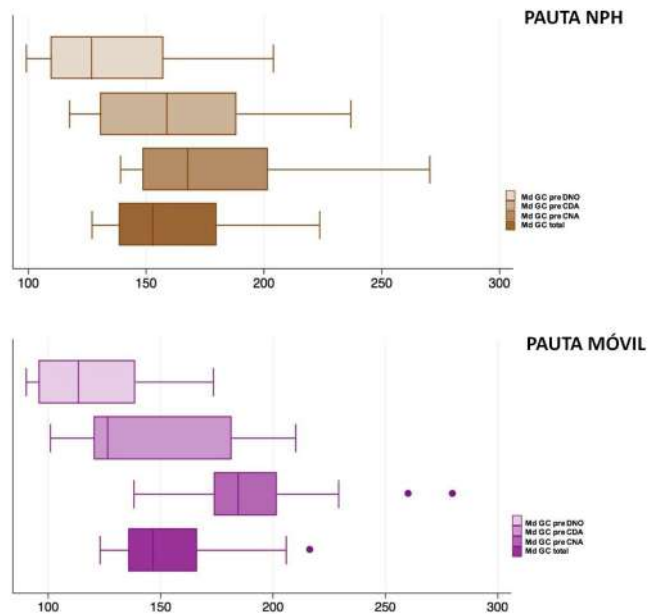 PAUTA NPH
Md GC pre DNO
Md GC pre CDA
Md GC pre CNA
Md GC total
100 150 200 250 300
PAUTA MÓVIL
Md GC pre DNO
Md GC pre CDA
Md GC pre CNA
Md GC total
100 150 200 250 300